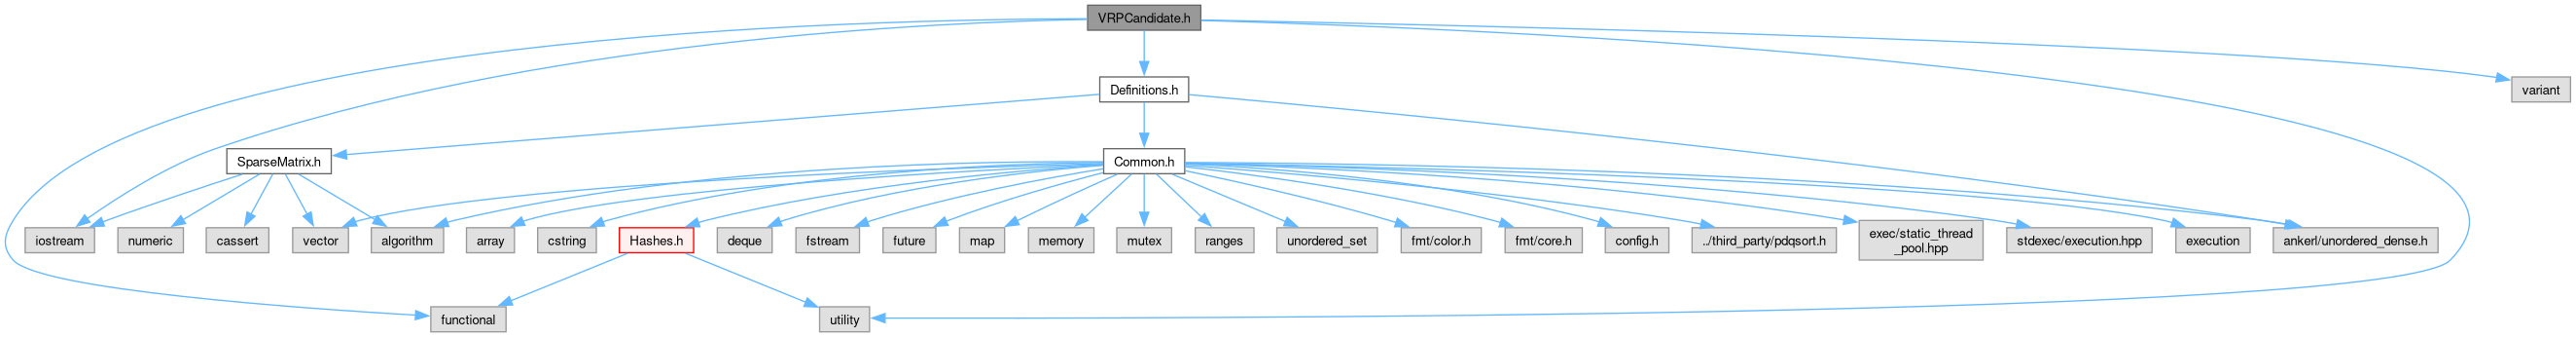 VRPCandidate.h
Definitions.h
variant
SparseMatrix.h
Common.h
iostream
numeric
cassert
vector
algorithm
array
cstring
Hashes.h
deque
fstream
future
map
memory
mutex
ranges
unordered_set
fmt/color.h
fmt/core.h
config.h
../third_party/pdqsort.h
exec/static_thread
_pool.hpp
stdexec/execution.hpp
execution
ankerl/unordered_dense.h
functional
utility